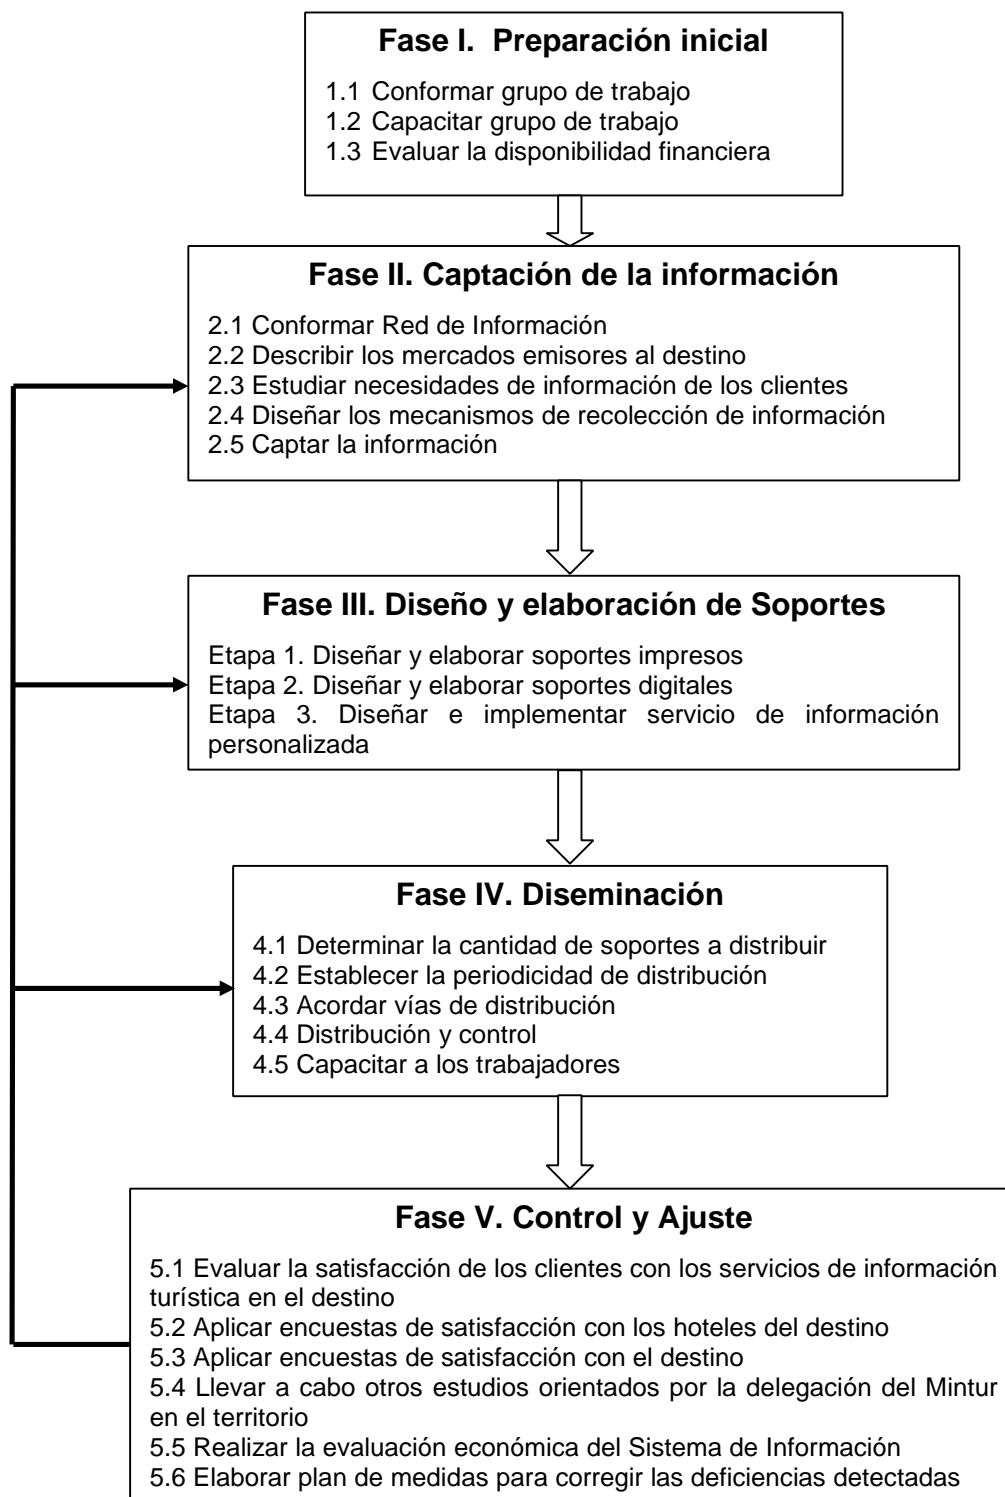 Fase I.  Preparación inicial
1.1 Conformar grupo de trabajo
1.2 Capacitar grupo de trabajo
1.3 Evaluar la disponibilidad financiera
Fase II. Captación de la información
2.1 Conformar Red de Información
2.2 Describir los mercados emisores al destino
2.3 Estudiar necesidades de información de los clientes
2.4 Diseñar los mecanismos de recolección de información
2.5 Captar la información
Fase III. Diseño y elaboración de Soportes
Etapa 1. Diseñar y elaborar soportes impresos
Etapa 2. Diseñar y elaborar soportes digitales
Etapa 3. Diseñar e implementar servicio de información
personalizada
Fase IV. Diseminación
4.1 Determinar la cantidad de soportes a distribuir
4.2 Establecer la periodicidad de distribución
4.3 Acordar vías de distribución
4.4 Distribución y control
4.5 Capacitar a los trabajadores
Fase V. Control y Ajuste
5.1 Evaluar la satisfacción de los clientes con los servicios de información
turística en el destino
5.2 Aplicar encuestas de satisfacción con los hoteles del destino
5.3 Aplicar encuestas de satisfacción con el destino
5.4 Llevar a cabo otros estudios orientados por la delegación del Mintur
en el territorio
5.5 Realizar la evaluación económica del Sistema de Información
5.6 Elaborar plan de medidas para corregir las deficiencias detectadas